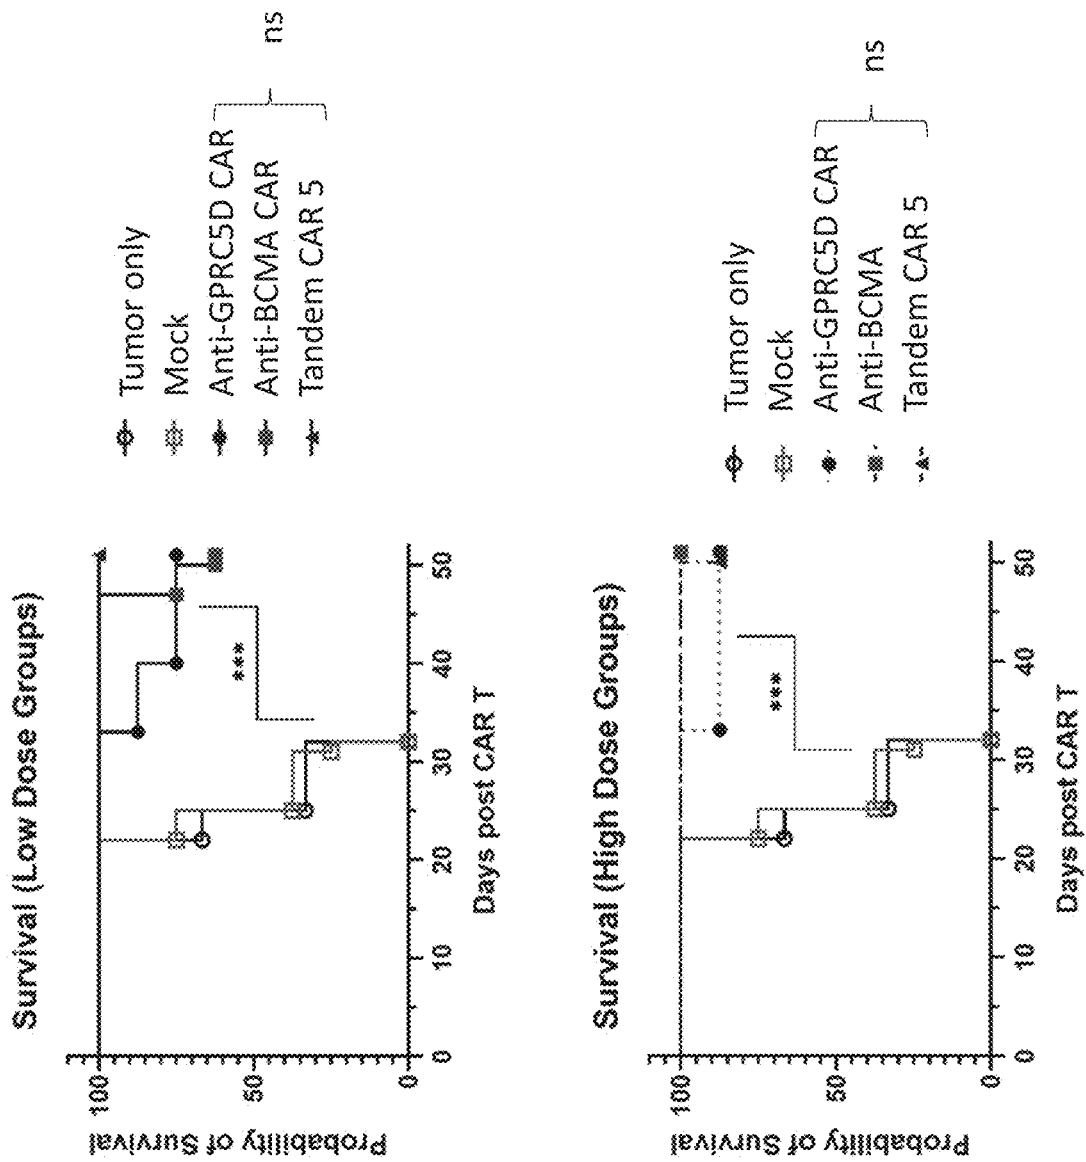 Survival (Low Dose Groups)
Probability of Survival
100
50
0
0
10
20
30
40
50
Days post CAR T
***
Tumor only
Mock
Anti-GPRC5D CAR
Anti-BCMA CAR
Tandem CAR 5
ns
Survival (High Dose Groups)
Probability of Survival
100
50
0
0
10
20
30
40
50
Days post CAR T
***
Tumor only
Mock
Anti-GPRC5D CAR
Anti-BCMA
Tandem CAR 5
ns